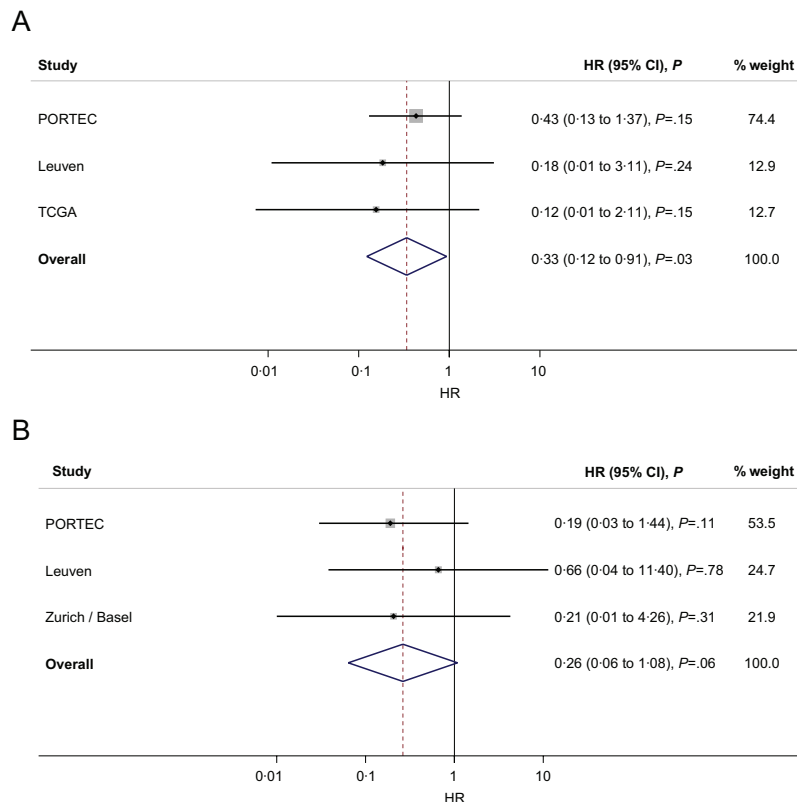 A
Study HR (95% CI), P % weight
PORTEC 0·43 (0·13 to 1·37), P=.15 74.4
Leuven 0·18 (0·01 to 3·11), P=.24 12.9
TCGA 0·12 (0·01 to 2·11), P=.15 12.7
Overall 0·33 (0·12 to 0·91), P=.03 100.0
0·01 0·1 1 10
HR
B
Study HR (95% CI), P % weight
PORTEC 0·19 (0·03 to 1·44), P=.11 53.5
Leuven 0·66 (0·04 to 11·40), P=.78 24.7
Zurich / Basel 0·21 (0·01 to 4·26), P=.31 21.9
Overall 0·26 (0·06 to 1·08), P=.06 100.0
0·01 0·1 1 10
HR